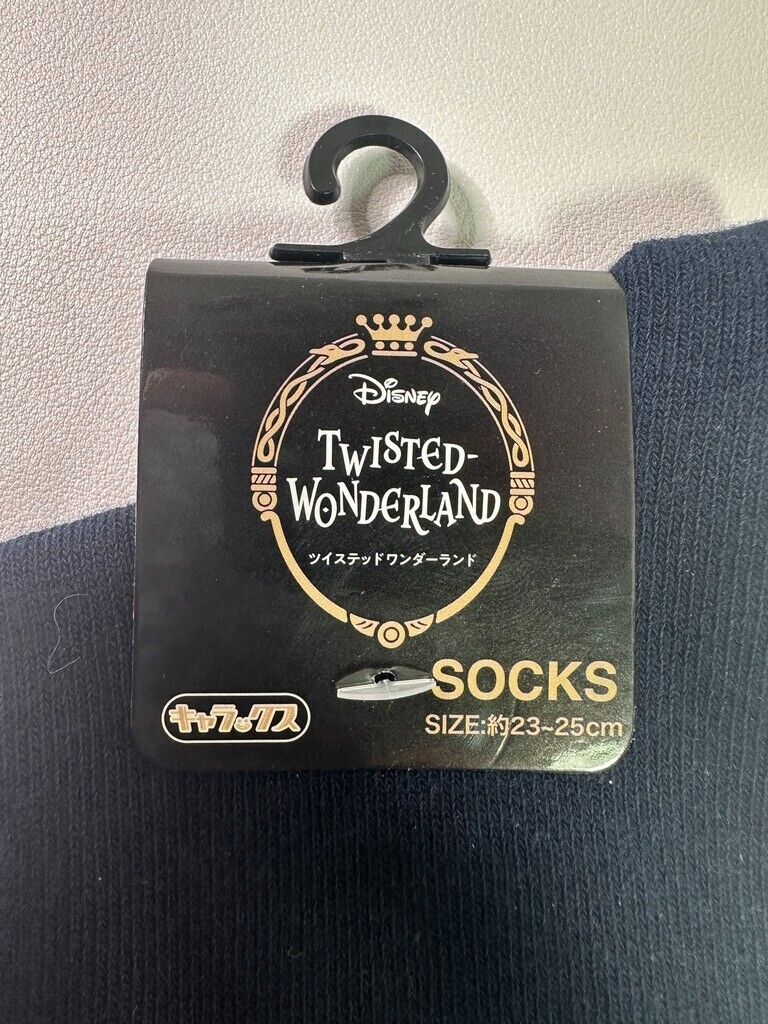 Disney
TWISTED-
WONDERLAND
ツイステッドワンダーランド
SOCKS
キャラックス
SIZE:約23~25cm